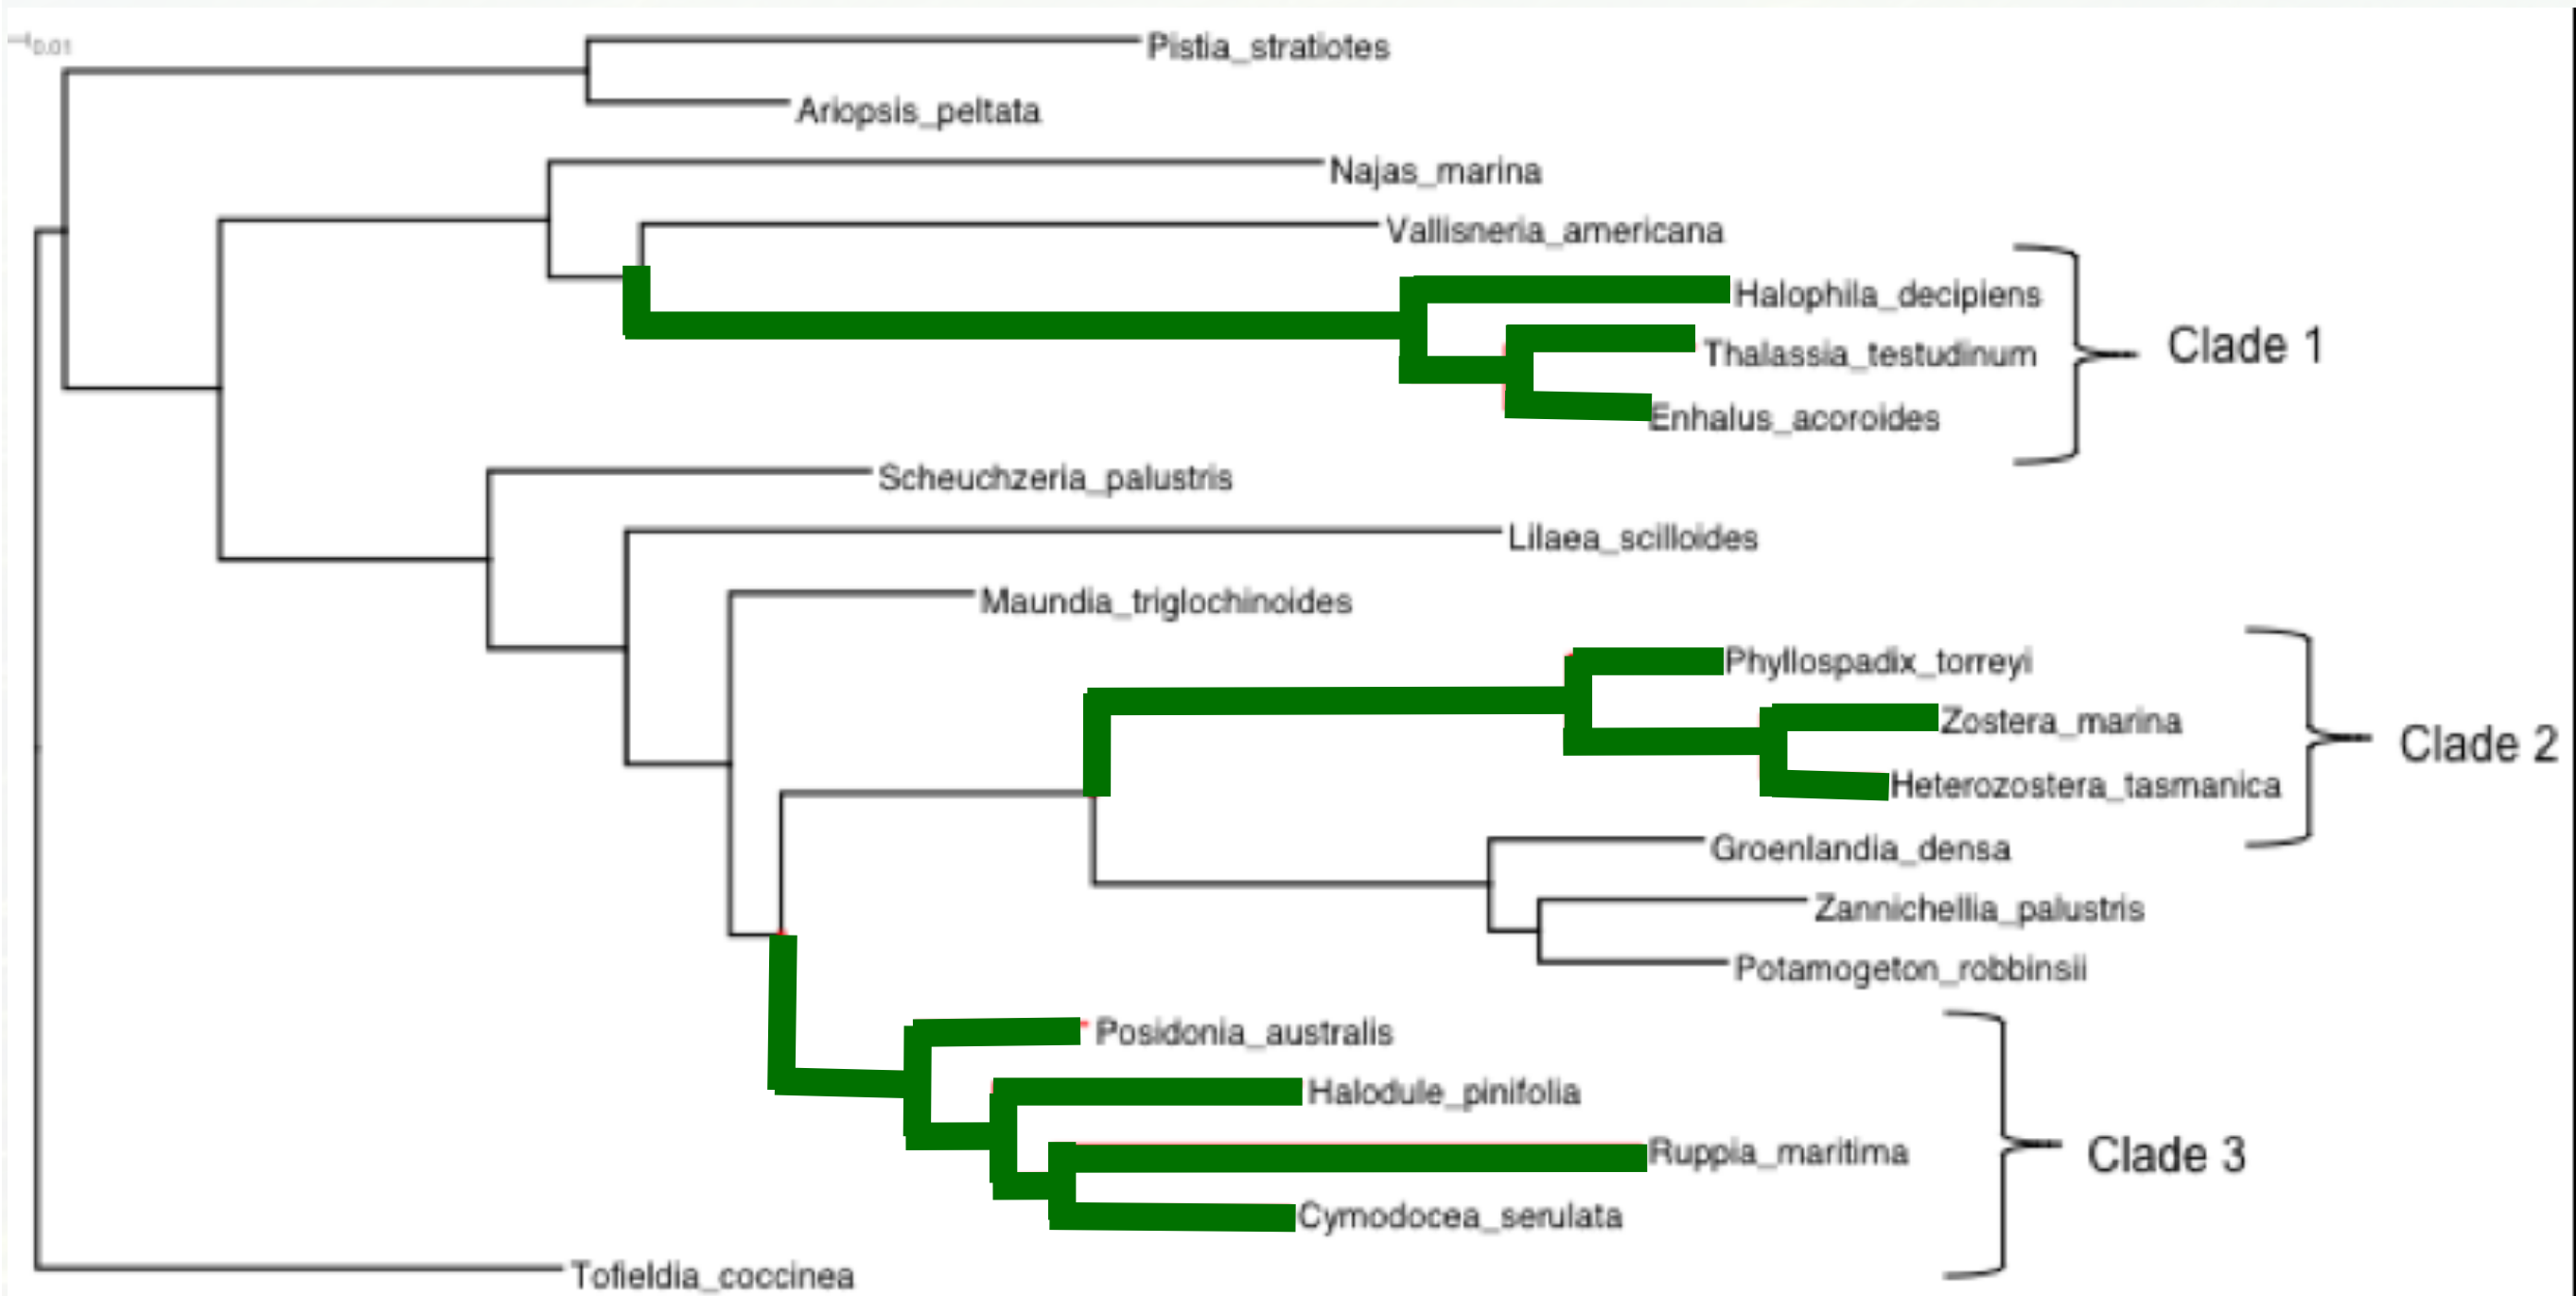 0.01
Pistia_stratiotes
Ariopsis_peltata
Najas_marina
Vallisneria_americana
Halophila_decipiens
Thalassia_testudinum
Clade 1
Enhalus_acoroides
Scheuchzeria_palustris
Lilaea_scilloides
Maundia_triglochinoides
Phyllospadix_torreyi
Zostera_marina
Clade 2
Heterozostera_tasmanica
Groenlandia_densa
Zannichellia_palustris
Potamogeton_robbinsii
Posidonia_australis
Halodule_pinifolia
Ruppia_maritima
Clade 3
Cymodocea_serulata
Tofieldia_coccinea